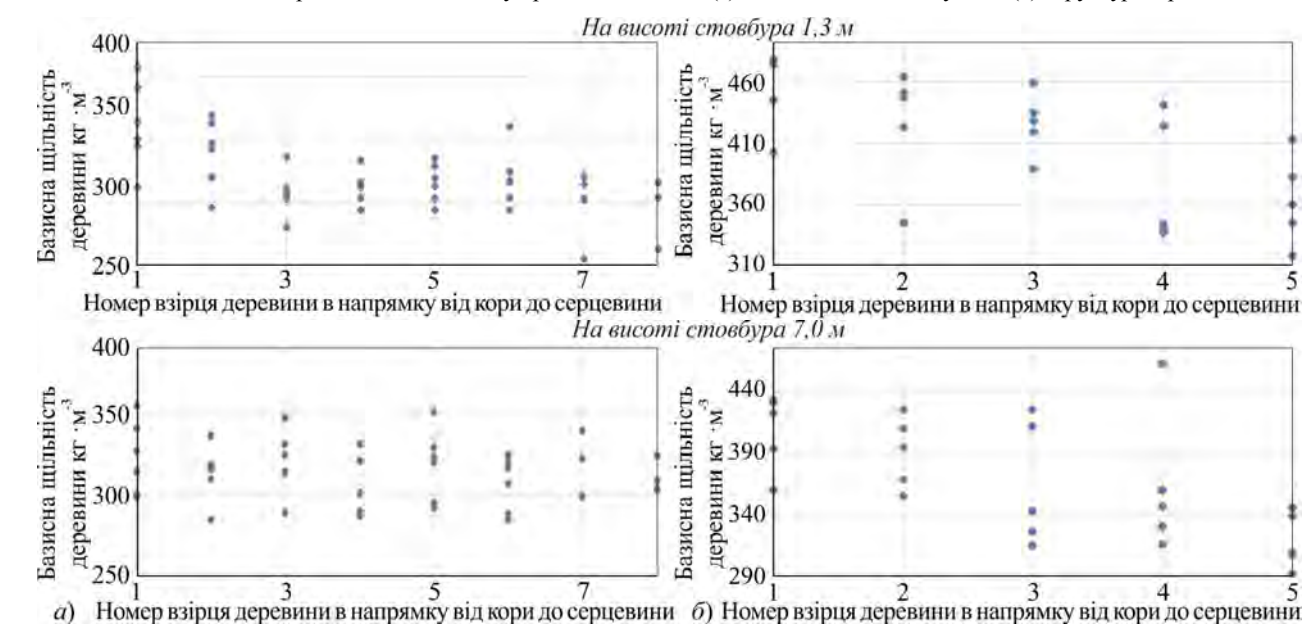 На висоті стовбура 1,3 м
Базисна щільність
деревини кг · м⁻³
400
350
300
250
1 3 5 7
Номер взірця деревини в напрямку від кори до серцевини
Базисна щільність
деревини кг · м⁻³
460
410
360
310
1 2 3 4 5
Номер взірця деревини в напрямку від кори до серцевини
На висоті стовбура 7,0 м
Базисна щільність
деревини кг · м⁻³
400
350
300
250
1 3 5 7
а) Номер взірця деревини в напрямку від кори до серцевини
Базисна щільність
деревини кг · м⁻³
440
390
340
290
1 2 3 4 5
б) Номер взірця деревини в напрямку від кори до серцевини